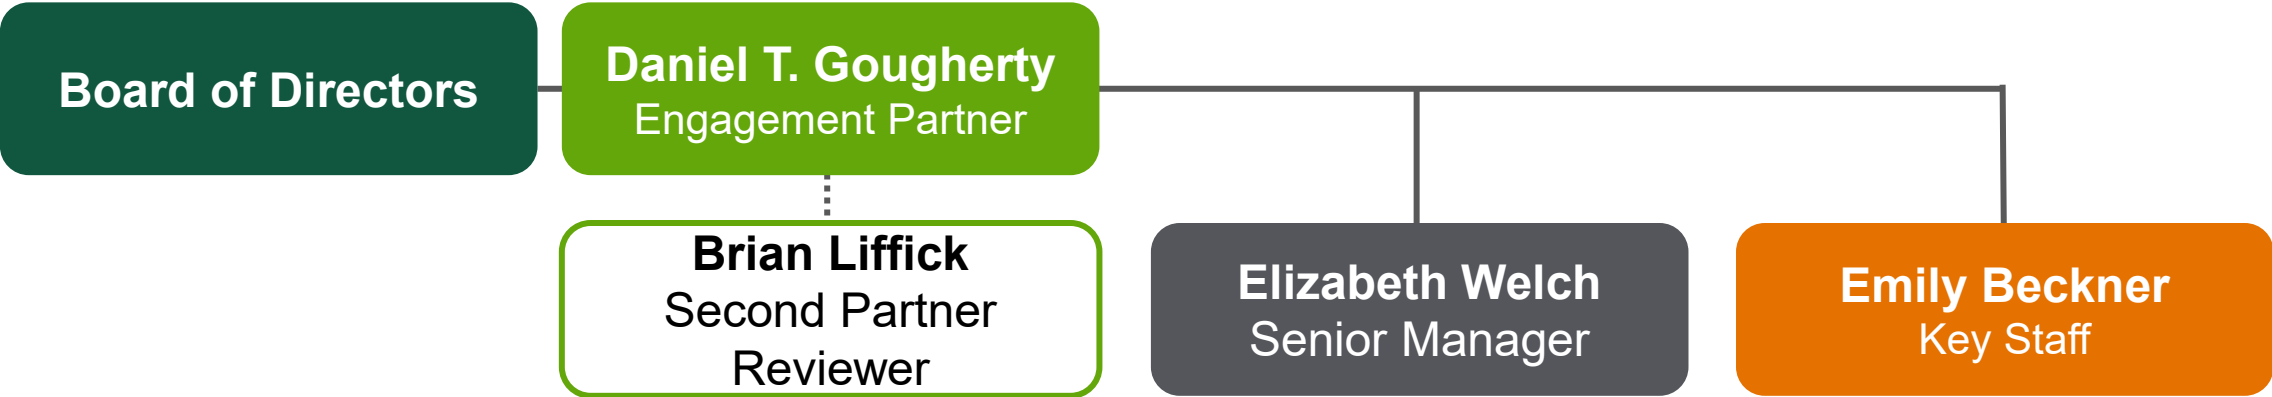 Board of Directors
Daniel T. Gougherty
Engagement Partner
Brian Liffick
Second Partner
Reviewer
Elizabeth Welch
Senior Manager
Emily Beckner
Key Staff